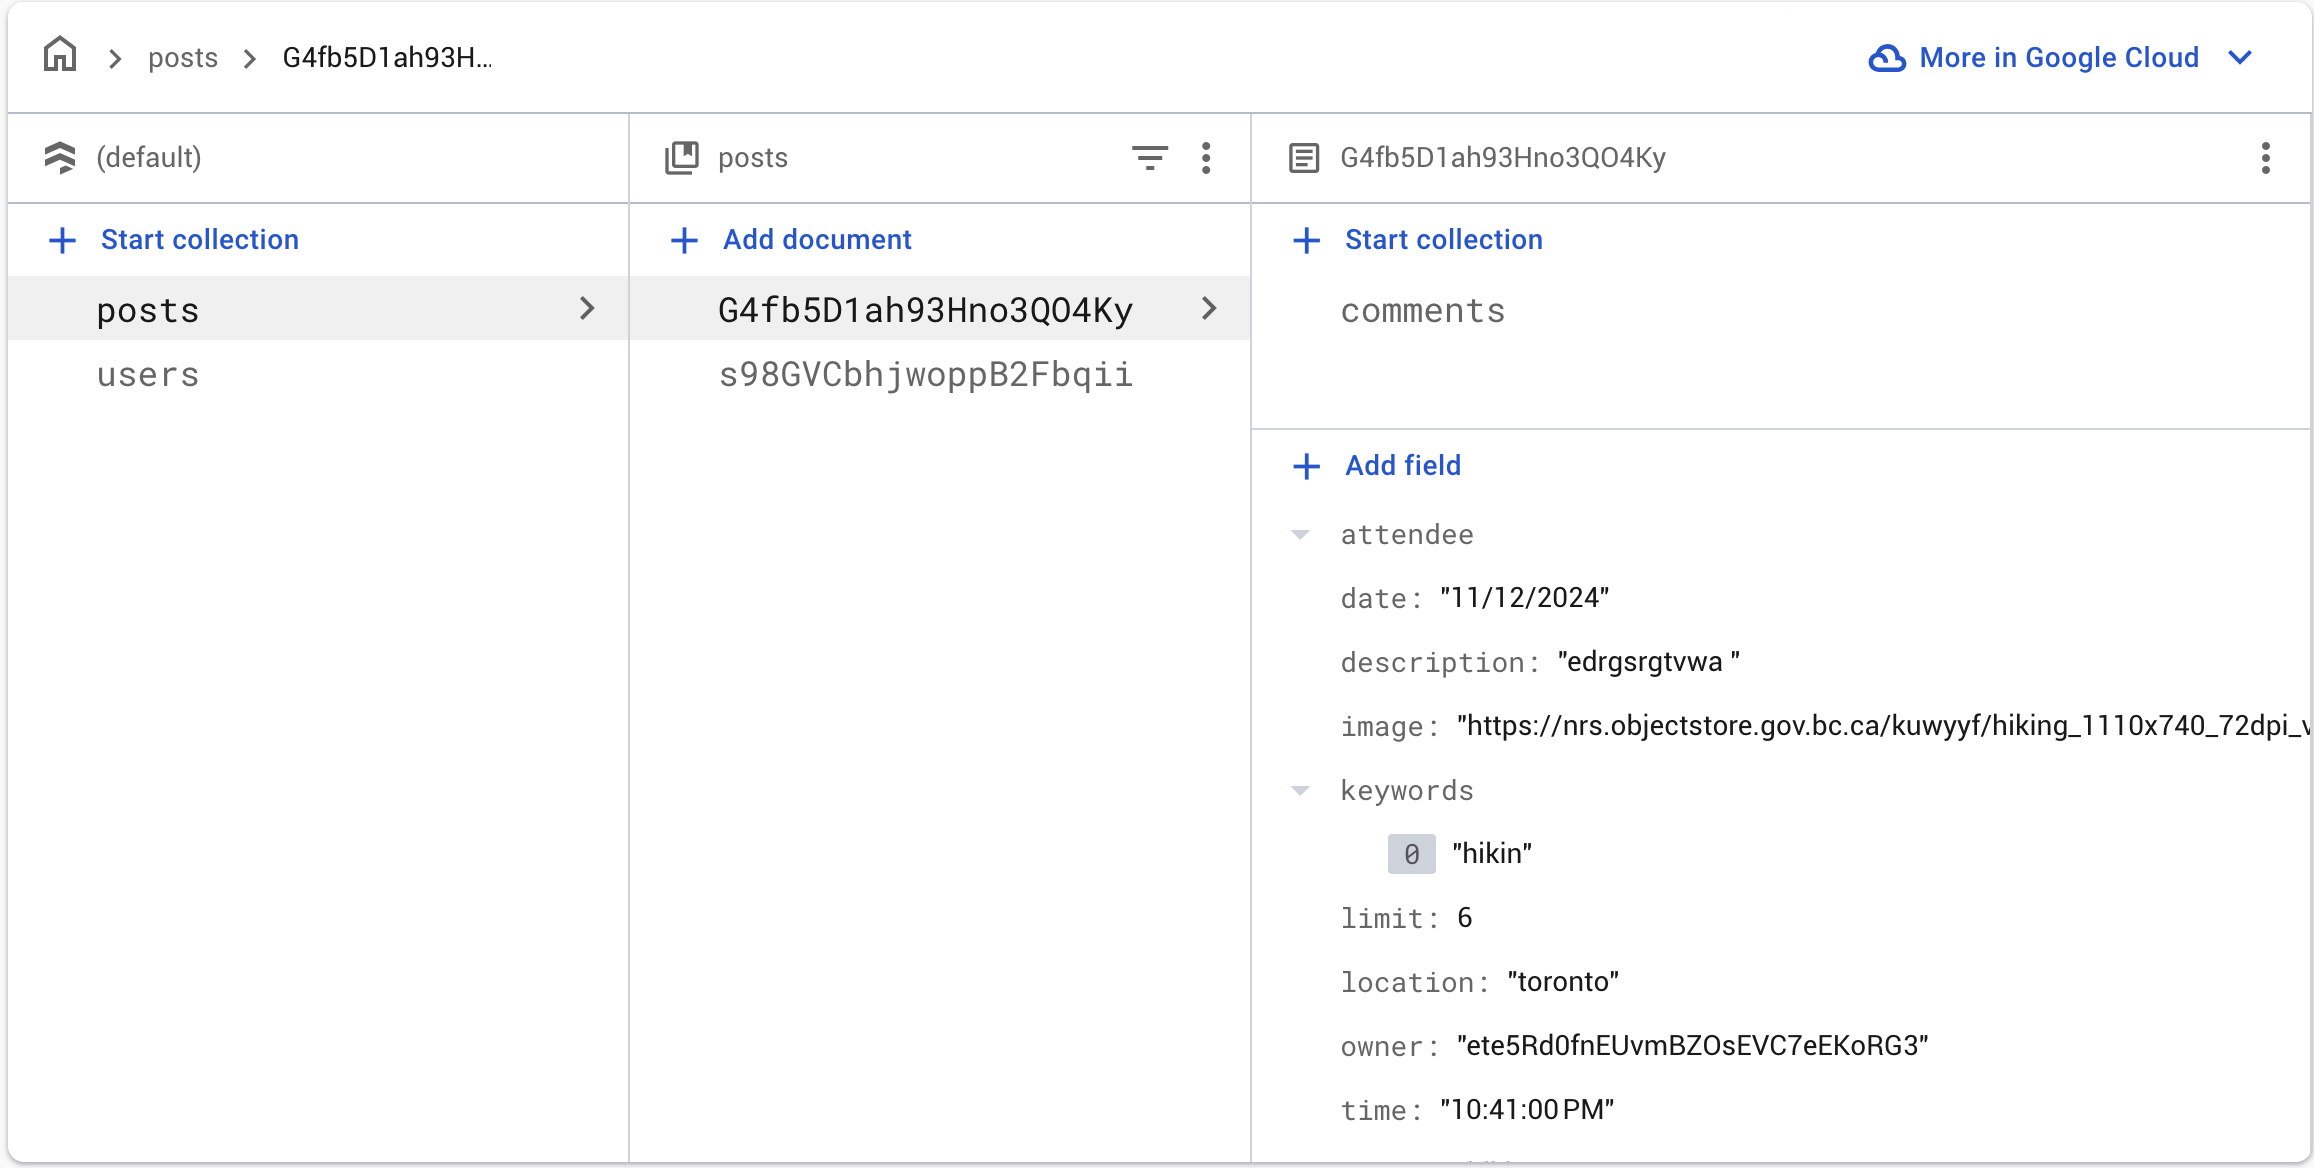 posts
G4fb5D1ah93H...
More in Google Cloud
(default)
Start collection
posts
users
posts
Add document
G4fb5D1ah93Hno3QO4Ky
s98GVCbhjwoppB2Fbqii
G4fb5D1ah93Hno3QO4Ky
Start collection
comments
Add field
attendee
date: "11/12/2024"
description: "edrgsrgtvwa "
image: "https://nrs.objectstore.gov.bc.ca/kuwyyf/hiking_1110x740_72dpi_v
keywords
0 "hikin"
limit: 6
location: "toronto"
owner: "ete5Rd0fnEUvmBZOsEVC7eEKoRG3"
time: "10:41:00 PM"